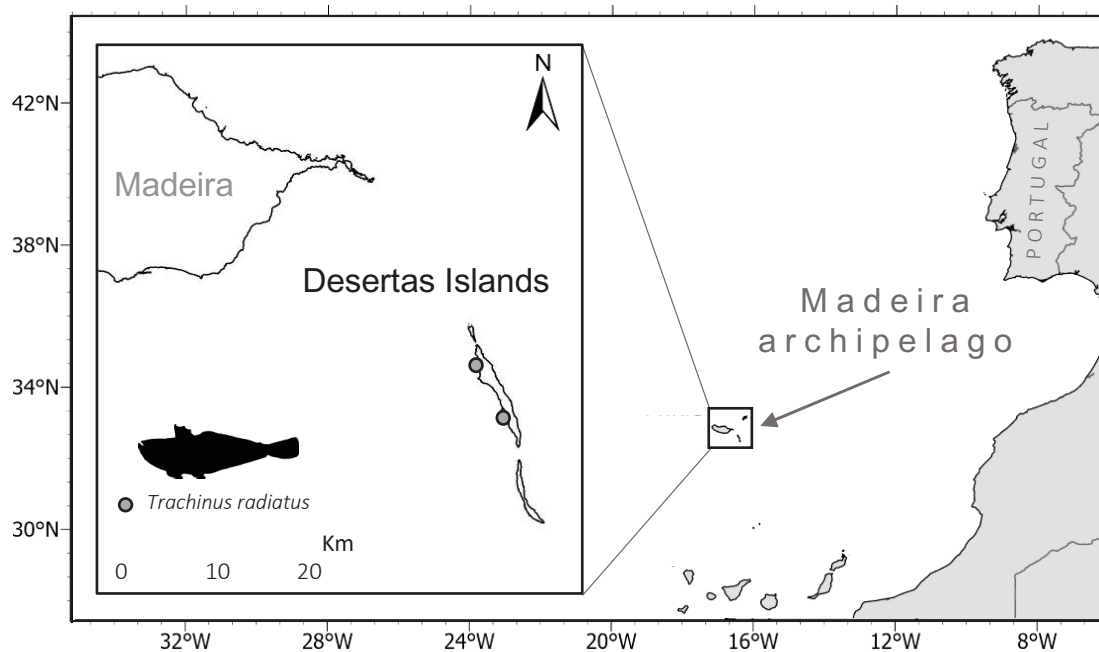 N
42°N
Madeira
PORTUGAL
38°N
Desertas Islands
Madeira
archipelago
34°N
Trachinus radiatus
30°N
Km
0 10 20
32°W 28°W 24°W 20°W 16°W 12°W 8°W